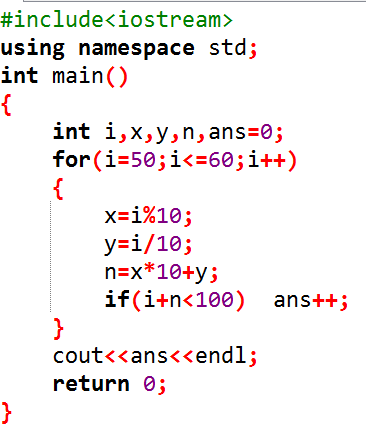 #include<iostream>
using namespace std;
int main()
{
    int i,x,y,n,ans=0;
    for(i=50;i<=60;i++)
    {
        x=i%10;
        y=i/10;
        n=x*10+y;
        if(i+n<100)  ans++;
    }
    cout<<ans<<endl;
    return 0;
}